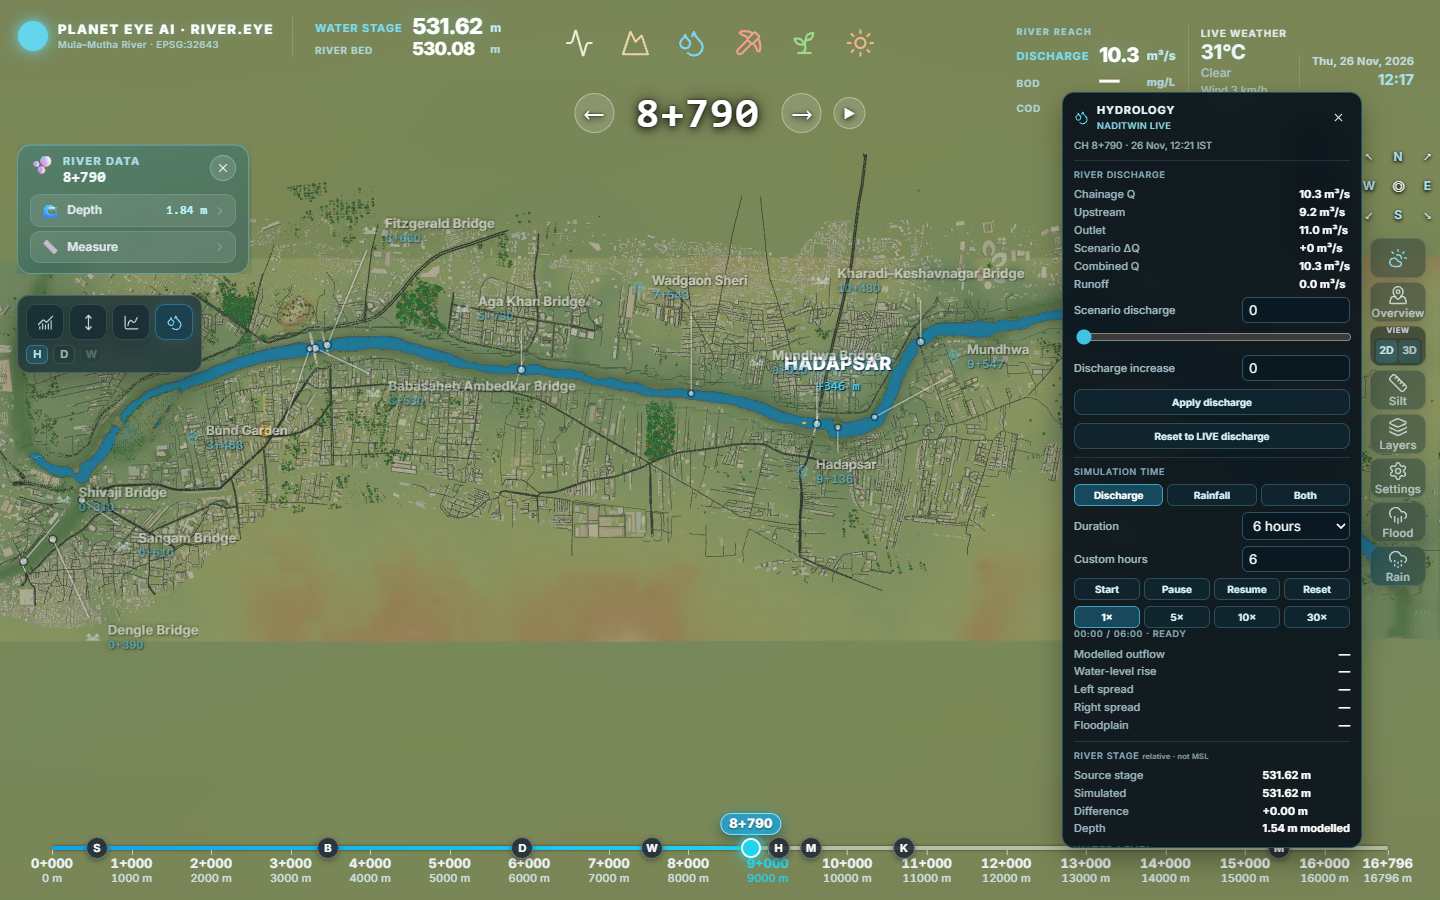 PLANET EYE AI · RIVER.EYE
Mula–Mutha River · EPSG:32643
WATER STAGE 531.62 m
RIVER BED 530.08 m
RIVER REACH
DISCHARGE 10.3 m³/s
BOD — mg/L
COD
LIVE WEATHER
31°C
Clear
Wind 3 km/h
Thu, 26 Nov, 2026
12:17
← 8+790 →
RIVER DATA
8+790
Depth 1.84 m
Measure
H D W
Fitzgerald Bridge
3+660
Wadgaon Sheri
7+543
Kharadi–Keshavnagar Bridge
10+480
Aga Khan Bridge
Mundhwa Bridge
HADAPSAR
+346 m
Mundhwa
9+547
Babasaheb Ambedkar Bridge
Bund Garden
3+468
Hadapsar
9+136
Shivaji Bridge
0+310
Sangam Bridge
0+610
Dengle Bridge
0+390
HYDROLOGY
NADITWIN LIVE
CH 8+790 · 26 Nov, 12:21 IST
RIVER DISCHARGE
Chainage Q 10.3 m³/s
Upstream 9.2 m³/s
Outlet 11.0 m³/s
Scenario ΔQ +0 m³/s
Combined Q 10.3 m³/s
Runoff 0.0 m³/s
Scenario discharge 0
Discharge increase 0
Apply discharge
Reset to LIVE discharge
SIMULATION TIME
Discharge Rainfall Both
Duration 6 hours
Custom hours 6
Start Pause Resume Reset
1× 5× 10× 30×
00:00 / 06:00 · READY
Modelled outflow —
Water-level rise —
Left spread —
Right spread —
Floodplain —
RIVER STAGE relative · not MSL
Source stage 531.62 m
Simulated 531.62 m
Difference +0.00 m
Depth 1.54 m modelled
N
W E
S
Overview
VIEW
2D 3D
Silt
Layers
Settings
Flood
Rain
8+790
S B D W H M K M
0+000 1+000 2+000 3+000 4+000 5+000 6+000 7+000 8+000 9+000 10+000 11+000 12+000 13+000 14+000 15+000 16+000 16+796
0 m 1000 m 2000 m 3000 m 4000 m 5000 m 6000 m 7000 m 8000 m 9000 m 10000 m 11000 m 12000 m 13000 m 14000 m 15000 m 16000 m 16796 m